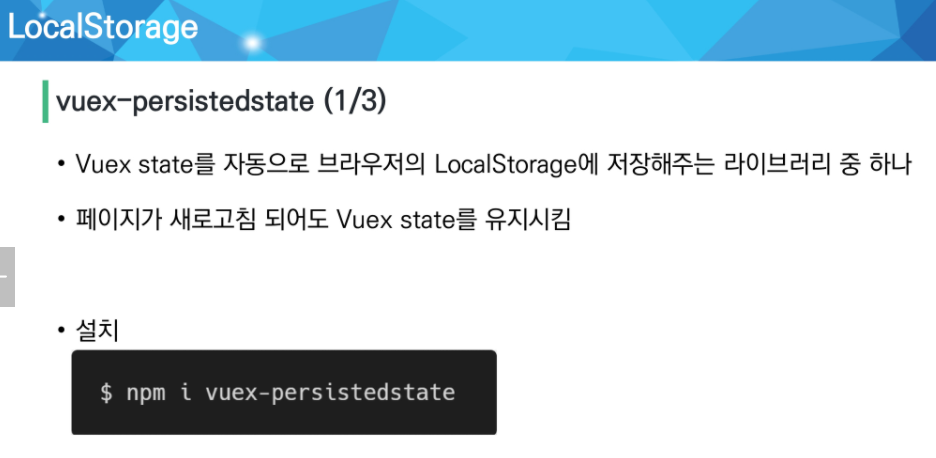 LocalStorage
vuex-persistedstate (1/3)
• Vuex state를 자동으로 브라우저의 LocalStorage에 저장해주는 라이브러리 중 하나
• 페이지가 새로고침 되어도 Vuex state를 유지시킴
• 설치
$ npm i vuex-persistedstate